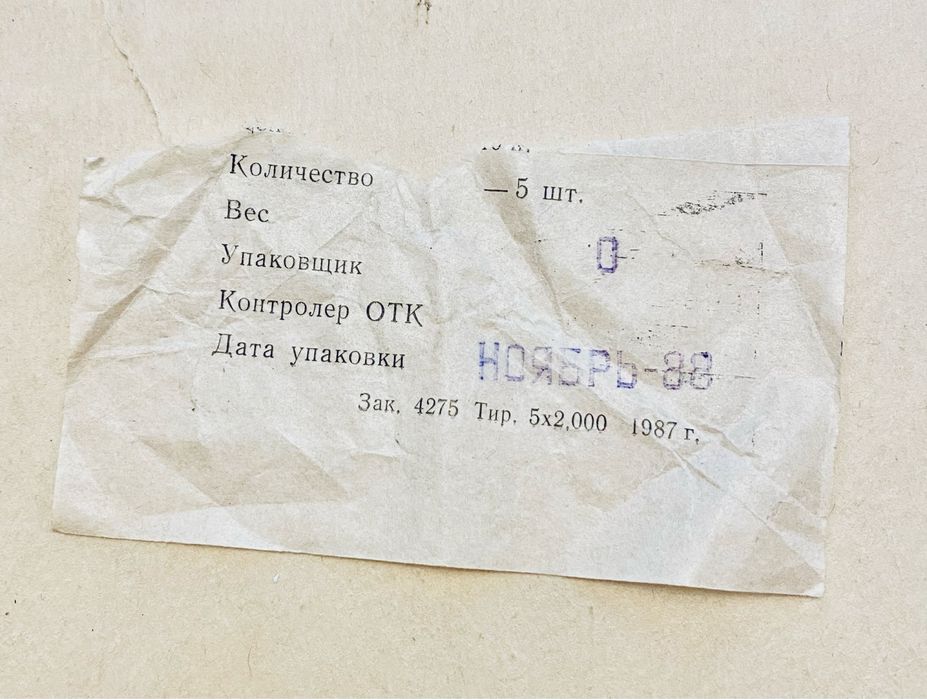 Количество — 5 шт.
Вес
Упаковщик 0
Контролер ОТК
Дата упаковки НОЯБРЬ-88
Зак. 4275 Тир. 5х2,000 1987 г.